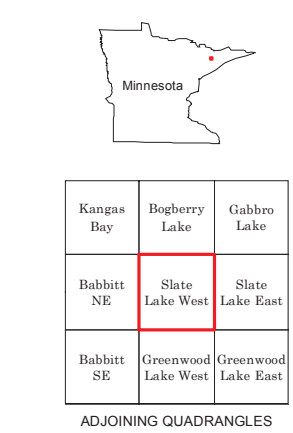 Minnesota
Kangas Bogberry Gabbro
Bay Lake Lake
Babbitt Slate Slate
NE Lake West Lake East
Babbitt Greenwood Greenwood
SE Lake West Lake East
ADJOINING QUADRANGLES